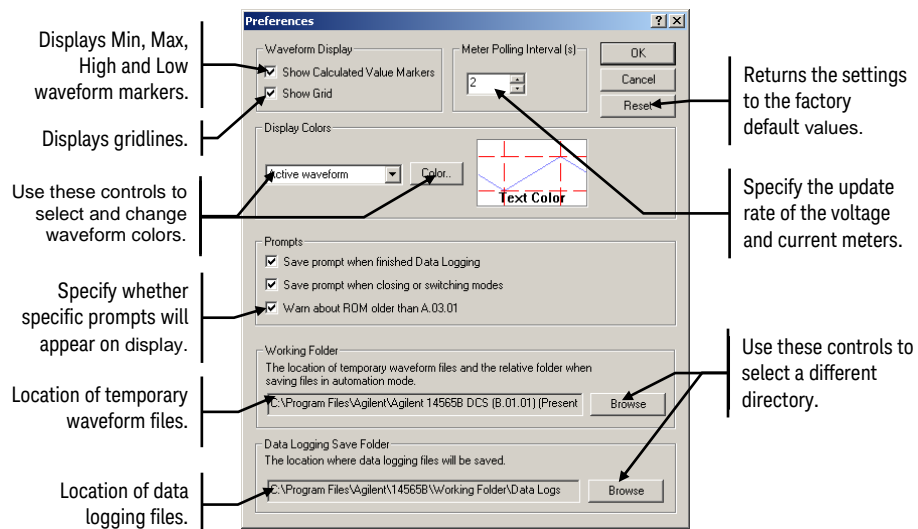 Preferences
Displays Min, Max,
High and Low
waveform markers.
Displays gridlines.
Use these controls to
select and change
waveform colors.
Specify whether
specific prompts will
appear on display.
Location of temporary
waveform files.
Location of data
logging files.
Waveform Display
Show Calculated Value Markers
Show Grid
Meter Polling Interval (s)
2
OK
Cancel
Reset
Display Colors
Active waveform
Color..
Text Color
Prompts
Save prompt when finished Data Logging
Save prompt when closing or switching modes
Warn about ROM older than A.03.01
Working Folder
The location of temporary waveform files and the relative folder when
saving files in automation mode.
C:\Program Files\Agilent\Agilent 14565B DCS (B.01.01) (Present
Browse
Data Logging Save Folder
The location where data logging files will be saved.
C:\Program Files\Agilent\14565B\Working Folder\Data Logs
Browse
Returns the settings
to the factory
default values.
Specify the update
rate of the voltage
and current meters.
Use these controls to
select a different
directory.